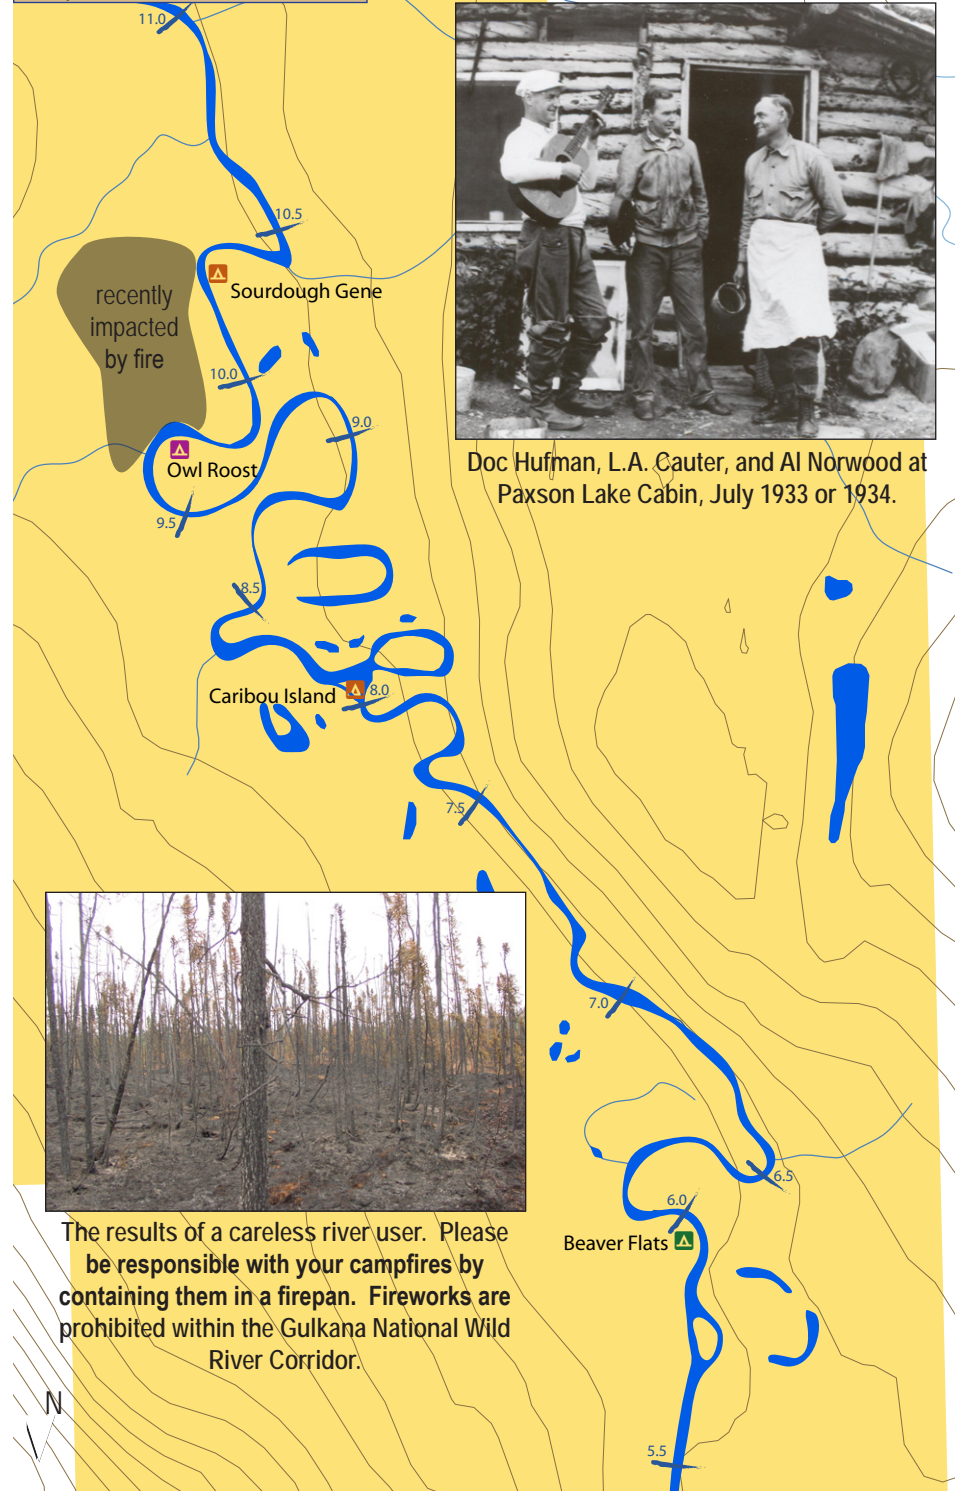 11.0
10.5
Sourdough Gene
recently
impacted
by fire
10.0
9.0
Owl Roost
9.5
Doc Hufman, L.A. Cauter, and Al Norwood at
Paxson Lake Cabin, July 1933 or 1934.
8.5
Caribou Island
8.0
7.5
7.0
6.5
6.0
Beaver Flats
The results of a careless river user. Please
be responsible with your campfires by
containing them in a firepan. Fireworks are
prohibited within the Gulkana National Wild
River Corridor.
N
5.5